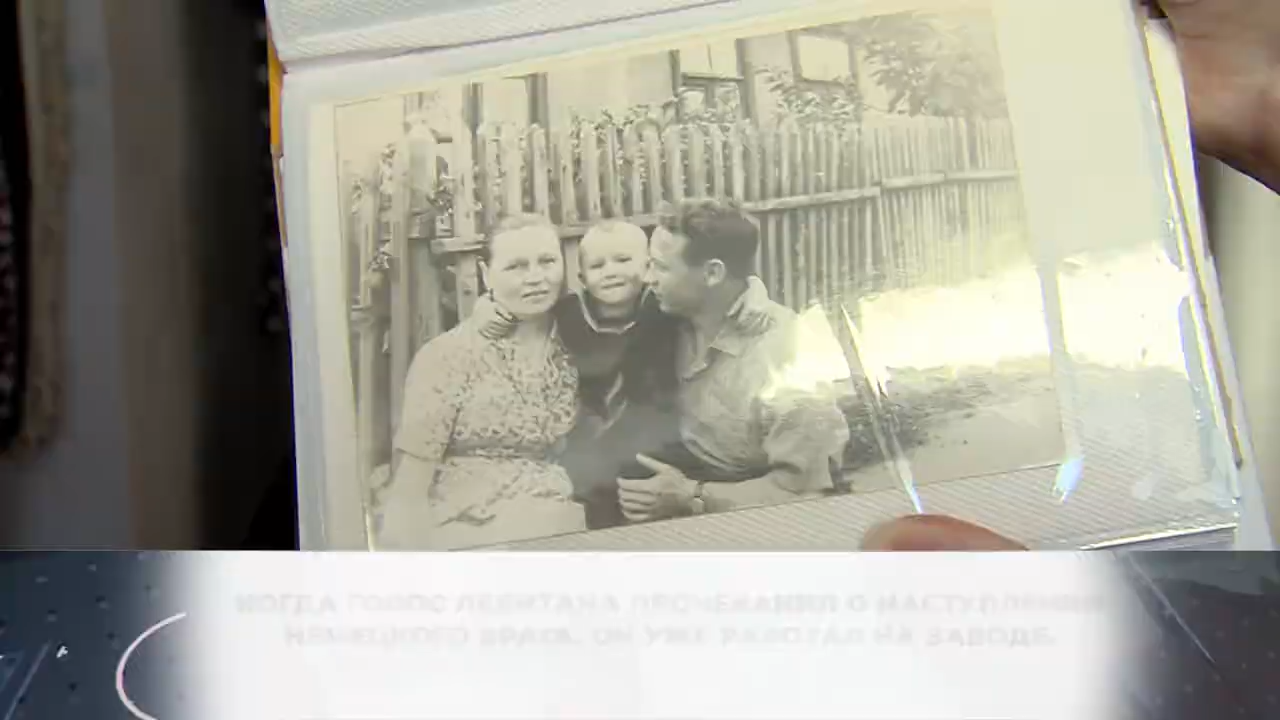 КОГДА ГОЛОС ЛЕВИТАНА О НАСТУПЛЕНИИ
НЕМЕЦКОГО ВРАГА, ОН УЖЕ РАБОТАЛ НА ЗАВОДЕ.